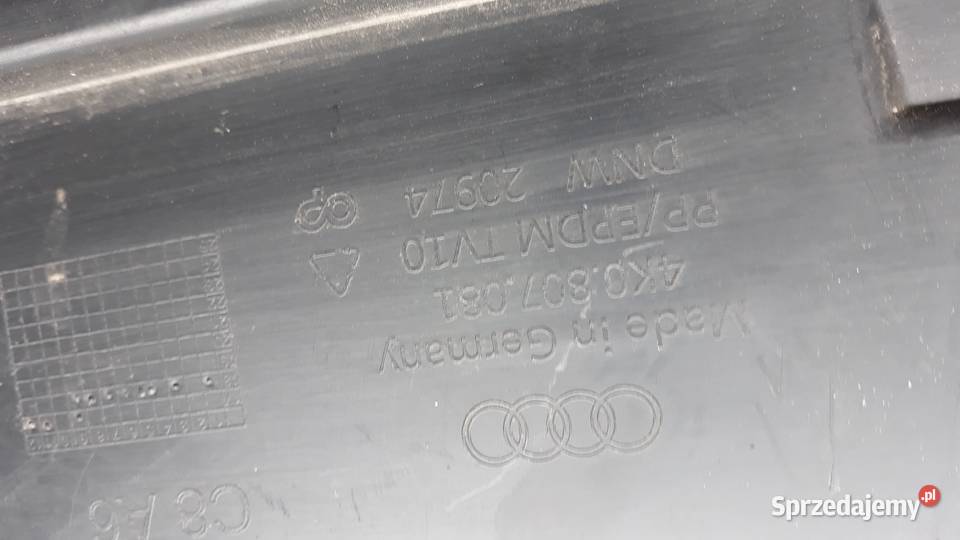 C8 A6
Made in Germany
4K0.807.081
PP/EPDM TV10
DNW 20974
Sprzedajemy.pl